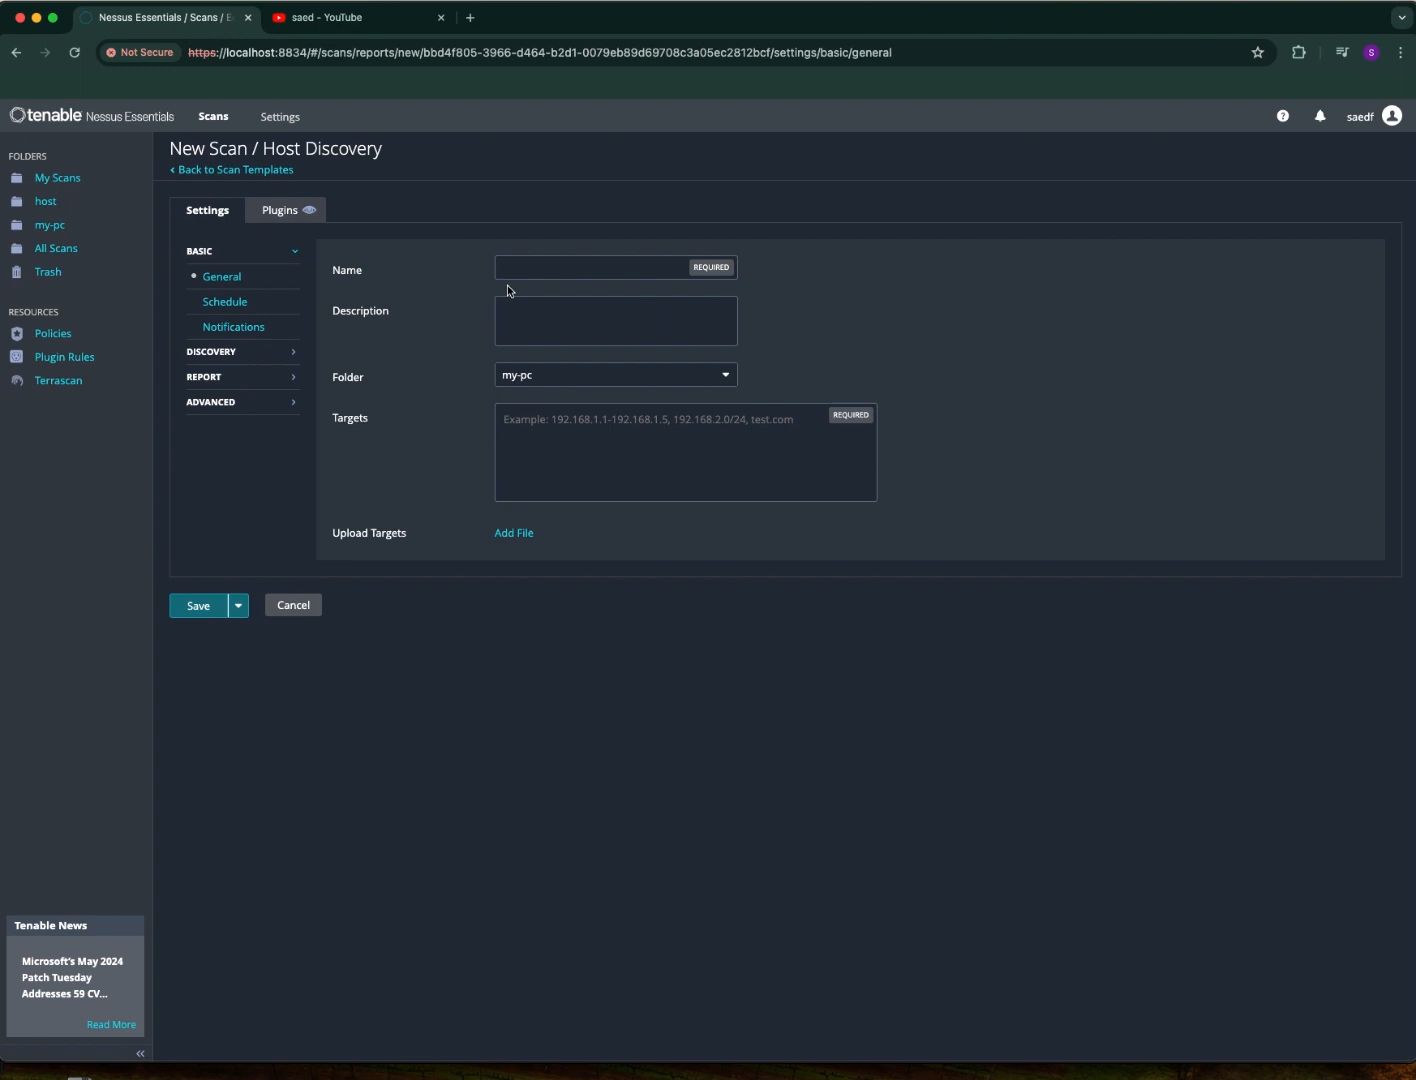 Nessus Essentials / Scans / E
saed - YouTube
Not Secure
https://localhost:8834/#/scans/reports/new/bbd4f805-3966-d464-b2d1-0079eb89d69708c3a05ec2812bcf/settings/basic/general
S
tenable Nessus Essentials
Scans
Settings
saedf
FOLDERS
My Scans
host
my-pc
All Scans
Trash
RESOURCES
Policies
Plugin Rules
Terrascan
New Scan / Host Discovery
‹ Back to Scan Templates
Settings
Plugins
BASIC
General
Schedule
Notifications
DISCOVERY
REPORT
ADVANCED
Name
REQUIRED
Description
Folder
my-pc
Targets
Example: 192.168.1.1-192.168.1.5, 192.168.2.0/24, test.com
REQUIRED
Upload Targets
Add File
Save
Cancel
Tenable News
Microsoft's May 2024
Patch Tuesday
Addresses 59 CV...
Read More